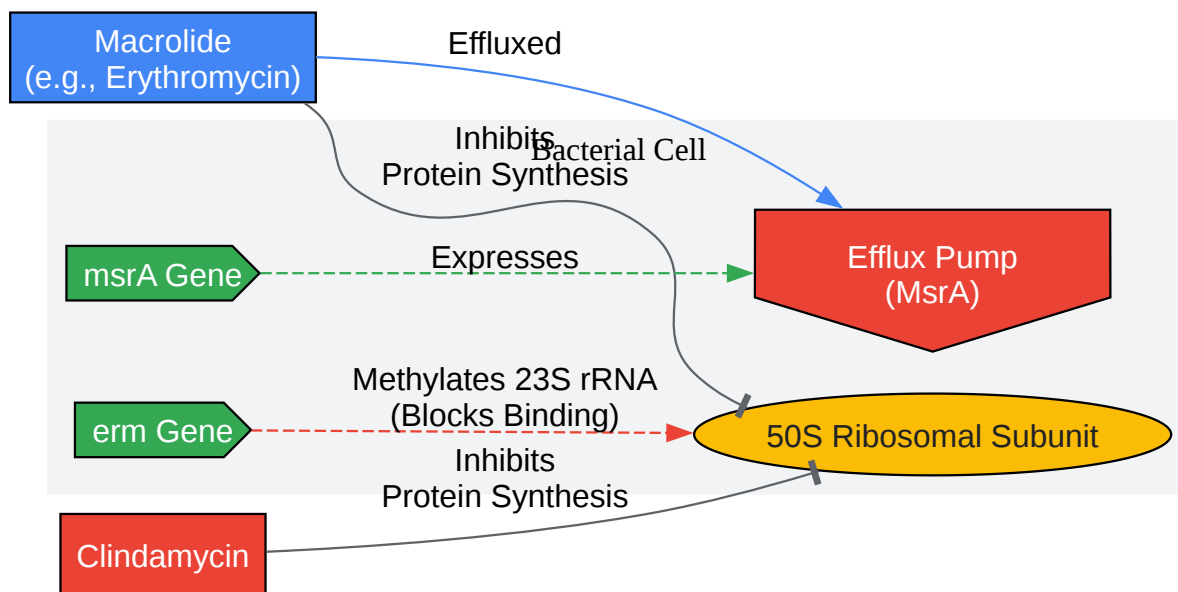 Macrolide
(e.g., Erythromycin)
Effluxed
Inhibits
Protein Synthesis
Bacterial Cell
msrA Gene
Expresses
Efflux Pump
(MsrA)
Methylates 23S rRNA
(Blocks Binding)
erm Gene
50S Ribosomal Subunit
Inhibits
Protein Synthesis
Clindamycin